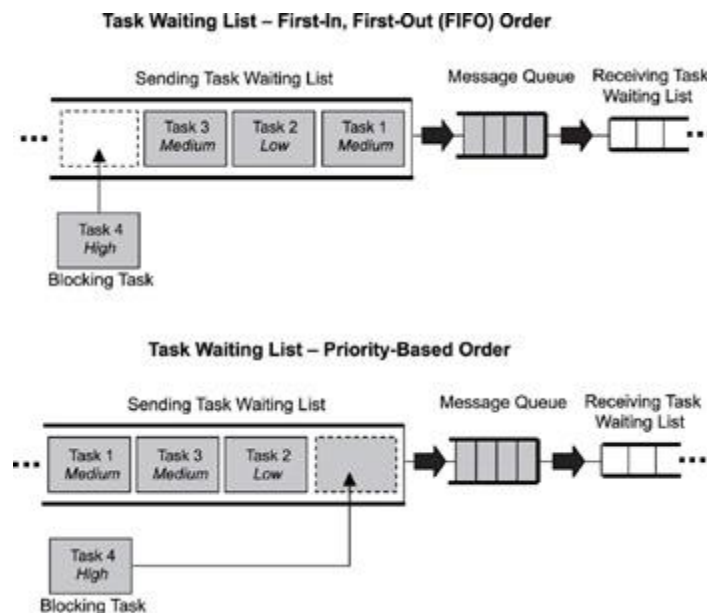 Task Waiting List – First-In, First-Out (FIFO) Order
Sending Task Waiting List
Message Queue
Receiving Task
Waiting List
Task 3
Medium
Task 2
Low
Task 1
Medium
Task 4
High
Blocking Task
Task Waiting List – Priority-Based Order
Sending Task Waiting List
Message Queue
Receiving Task
Waiting List
Task 1
Medium
Task 3
Medium
Task 2
Low
Task 4
High
Blocking Task